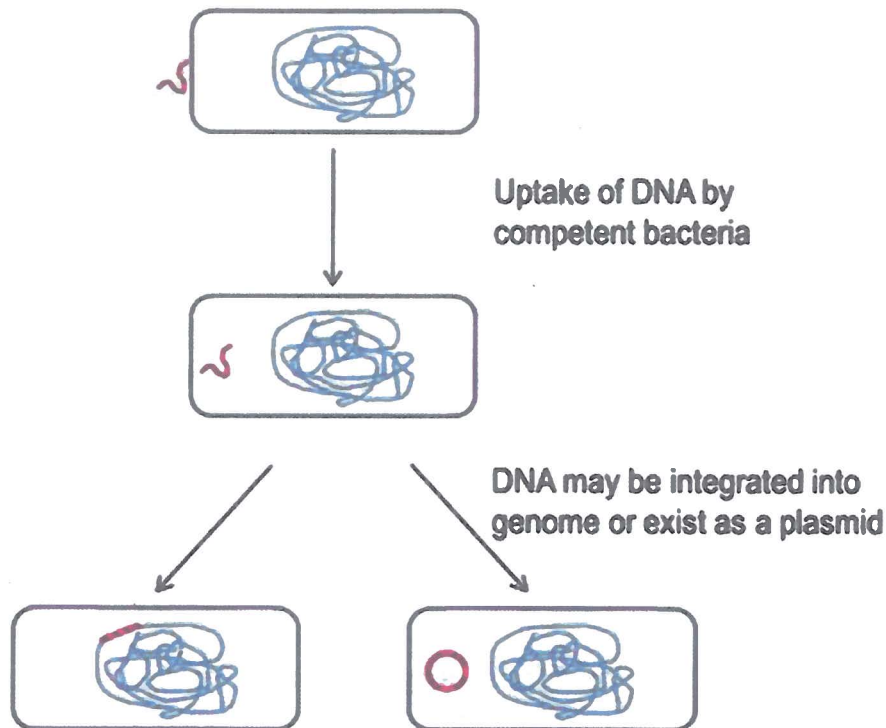 Uptake of DNA by
competent bacteria
DNA may be integrated into
genome or exist as a plasmid